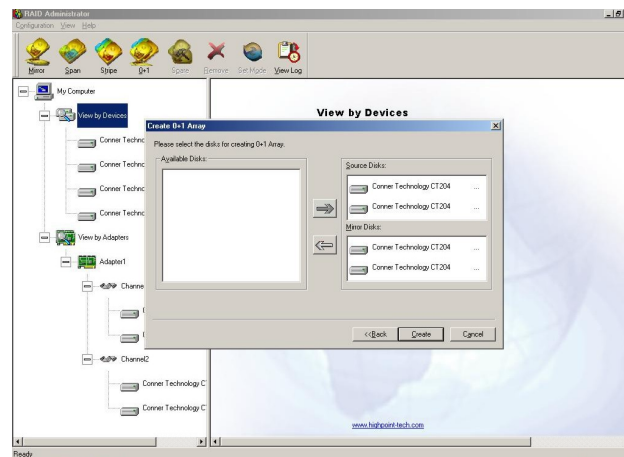 RAID Administrator
Configuration View Help
Mirror Span Stripe 0+1 Spare Remove Set Mode View Log
My Computer
View by Devices
Conner Techno
Conner Techno
Conner Techno
Conner Techno
View by Adapters
Adapter1
Channe
Channel2
Conner Technology C
Conner Technology C
View by Devices
Create 0+1 Array
Please select the disks for creating 0+1 Array.
Available Disks:
Source Disks:
Conner Technology CT204 ...
Conner Technology CT204 ...
Mirror Disks:
Conner Technology CT204 ...
Conner Technology CT204 ...
<<Back Create Cancel
www.highpoint-tech.com
Ready